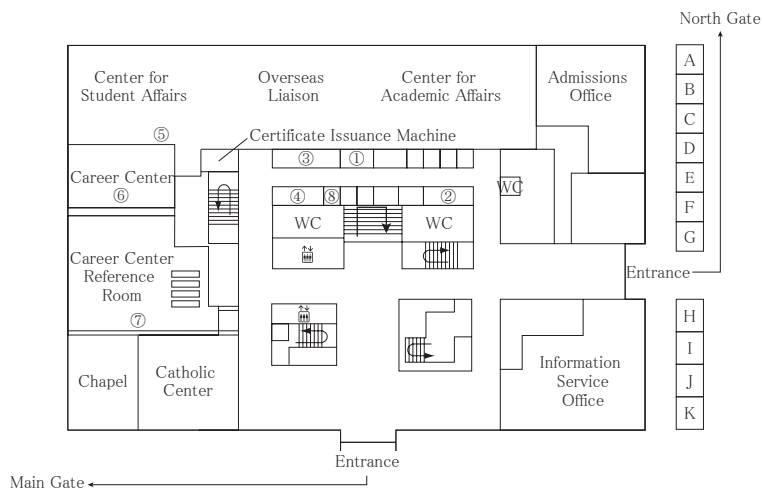 North Gate
Center for
Student Affairs
Overseas
Liaison
Center for
Academic Affairs
Admissions
Office
A
B
C
D
E
F
G
⑤
Certificate Issuance Machine
③
①
Career Center
⑥
④
⑧
②
WC
WC
WC
Career Center
Reference
Room
⑦
Entrance
H
I
J
K
Chapel
Catholic
Center
Information
Service
Office
Entrance
Main Gate